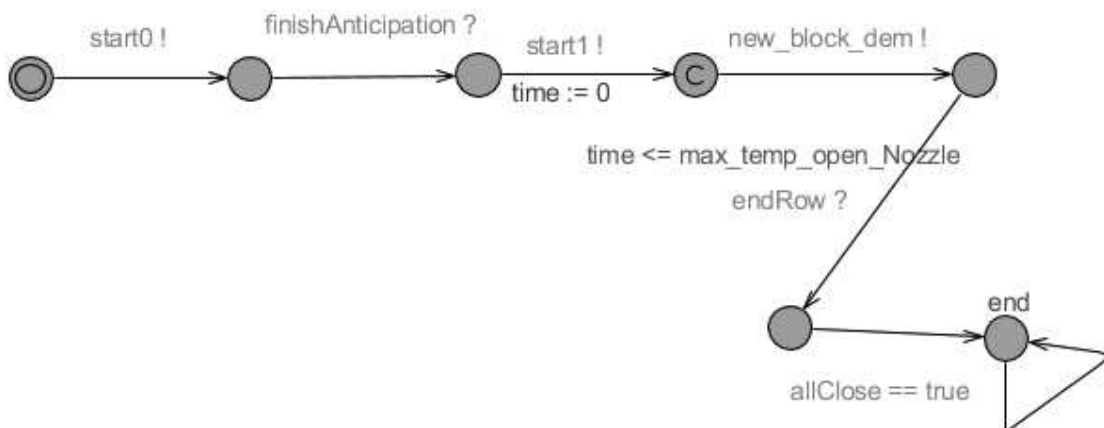 start0 !
finishAnticipation ?
start1 !
time := 0
C
new_block_dem !
time <= max_temp_open_Nozzle
endRow ?
end
allClose == true